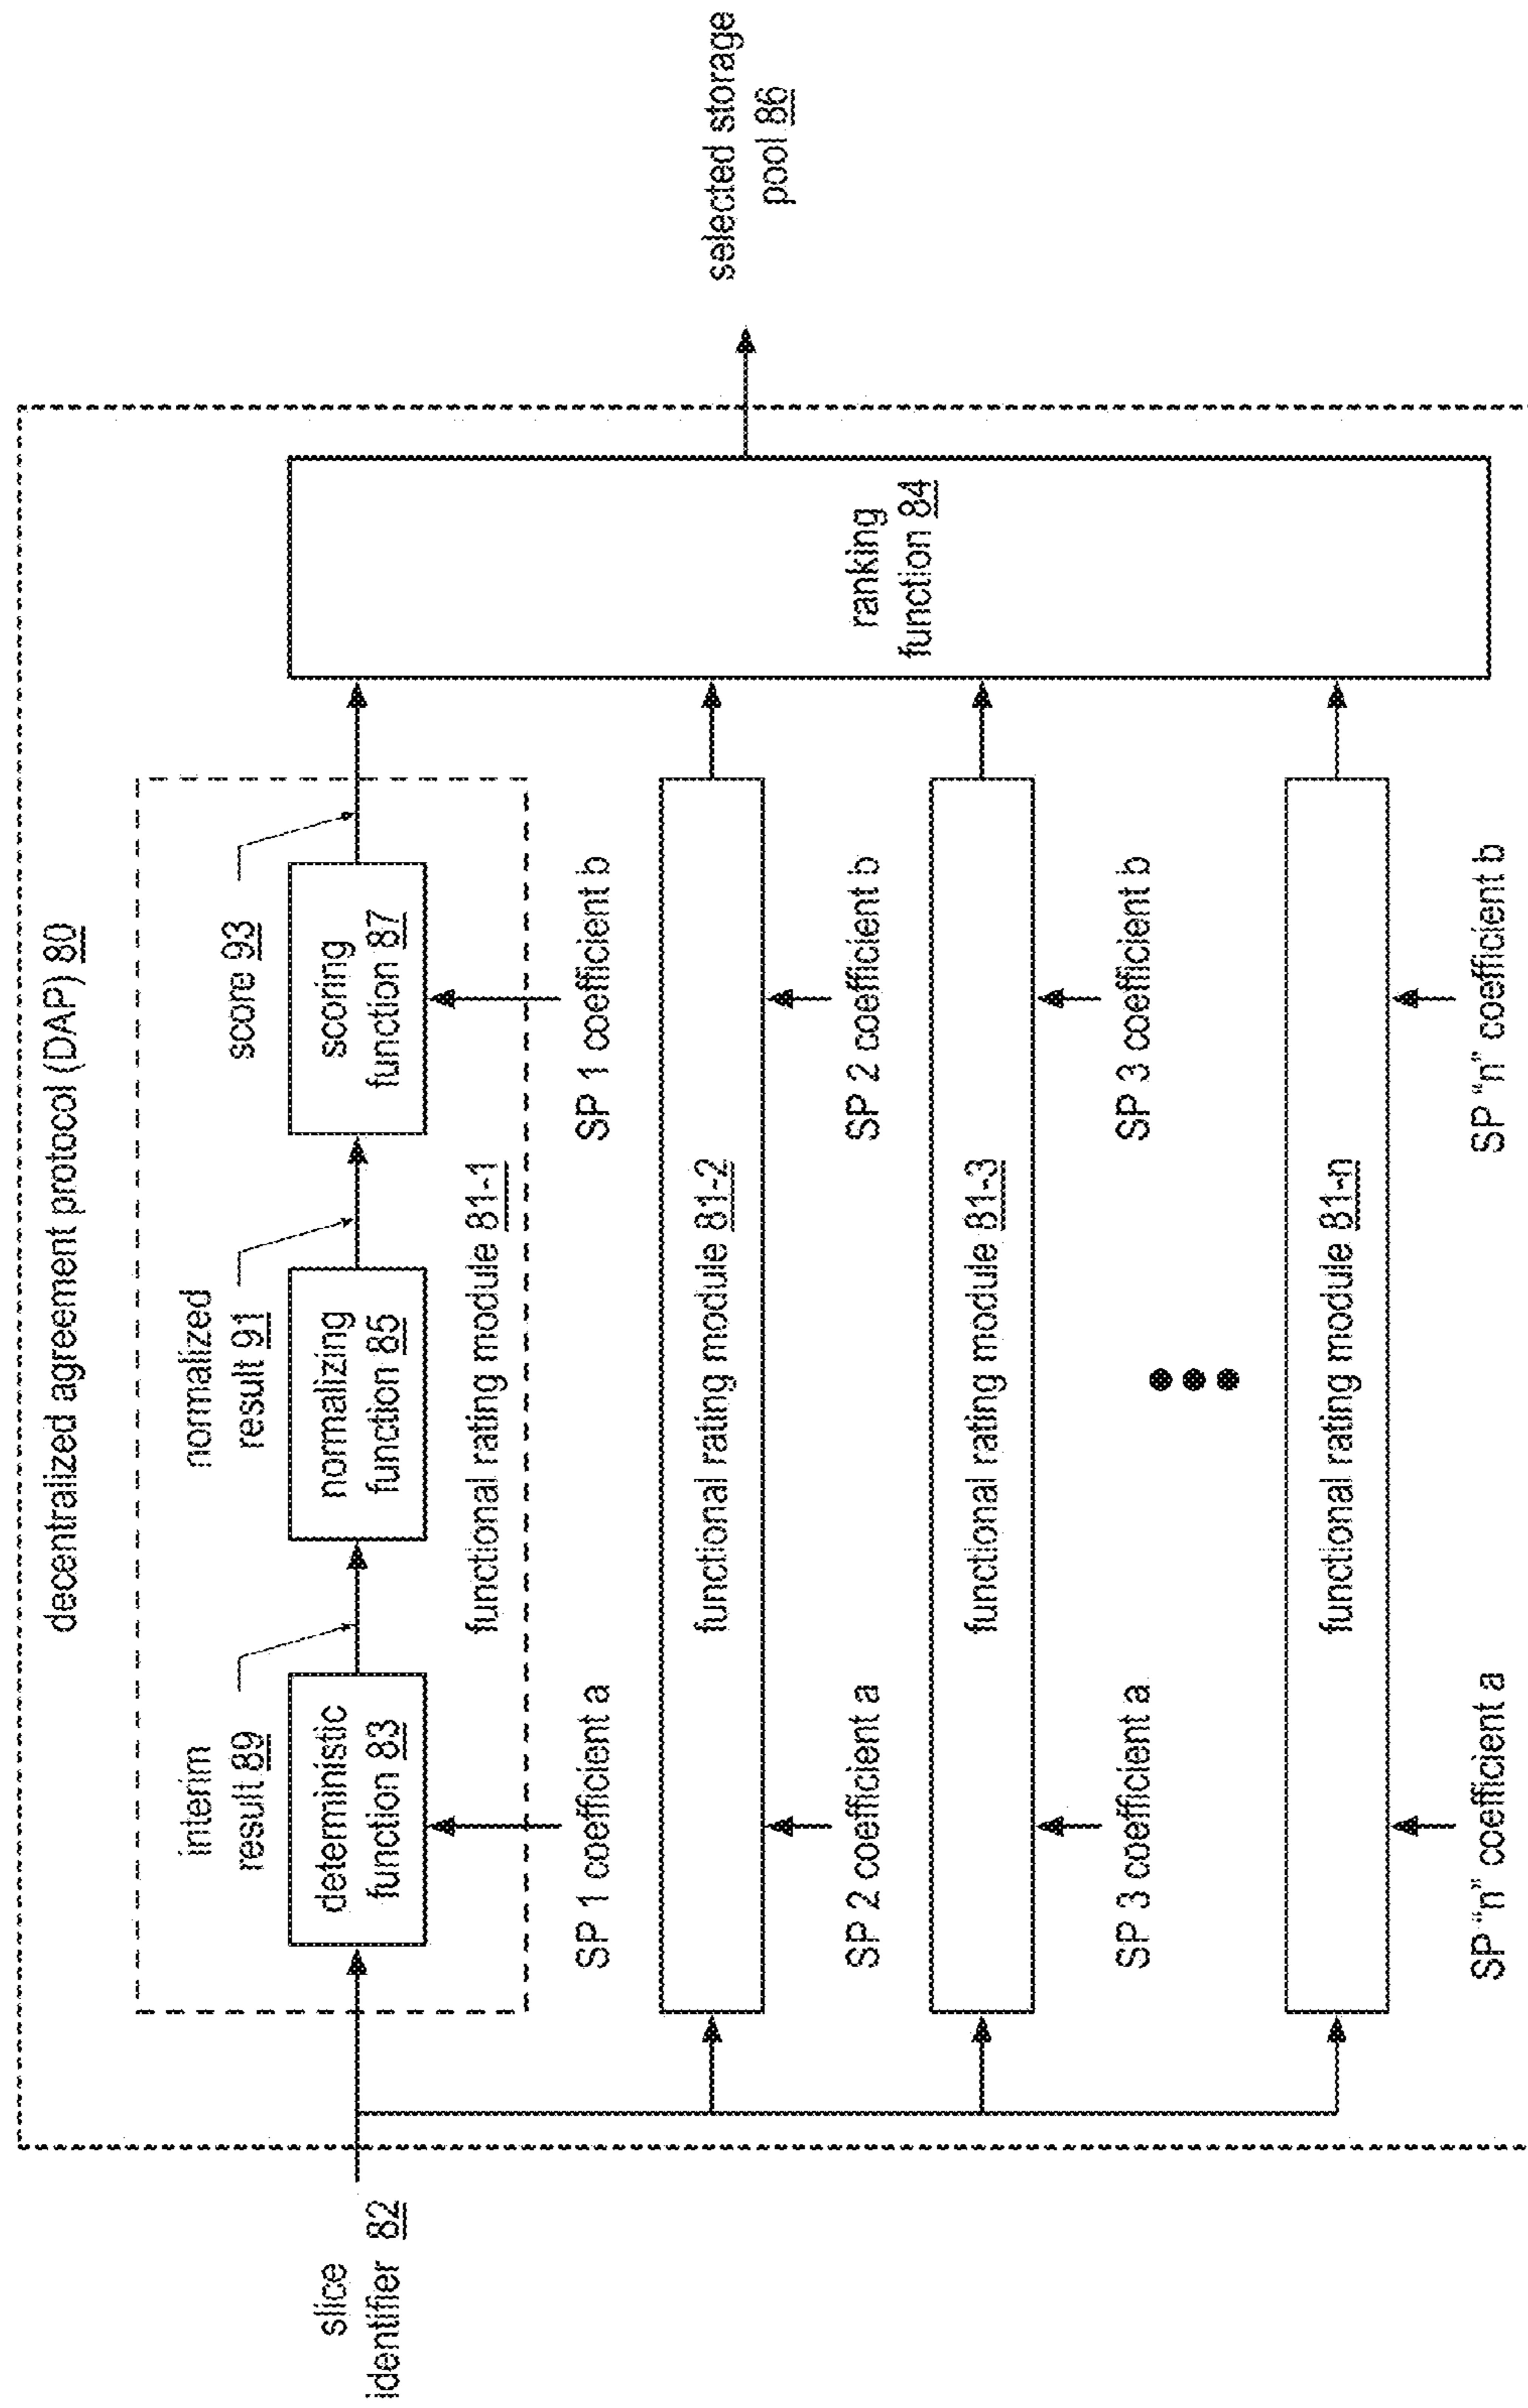 decentralized agreement protocol (DAP) 80
slice
identifier 82
interim
result 89
normalized
result 91
score 93
deterministic
function 83
normalizing
function 85
scoring
function 87
functional rating module 81-1
SP 1 coefficient a
SP 1 coefficient b
functional rating module 81-2
SP 2 coefficient a
SP 2 coefficient b
functional rating module 81-3
SP 3 coefficient a
SP 3 coefficient b
functional rating module 81-n
SP “n” coefficient a
SP “n” coefficient b
ranking
function 84
selected storage
pool 86